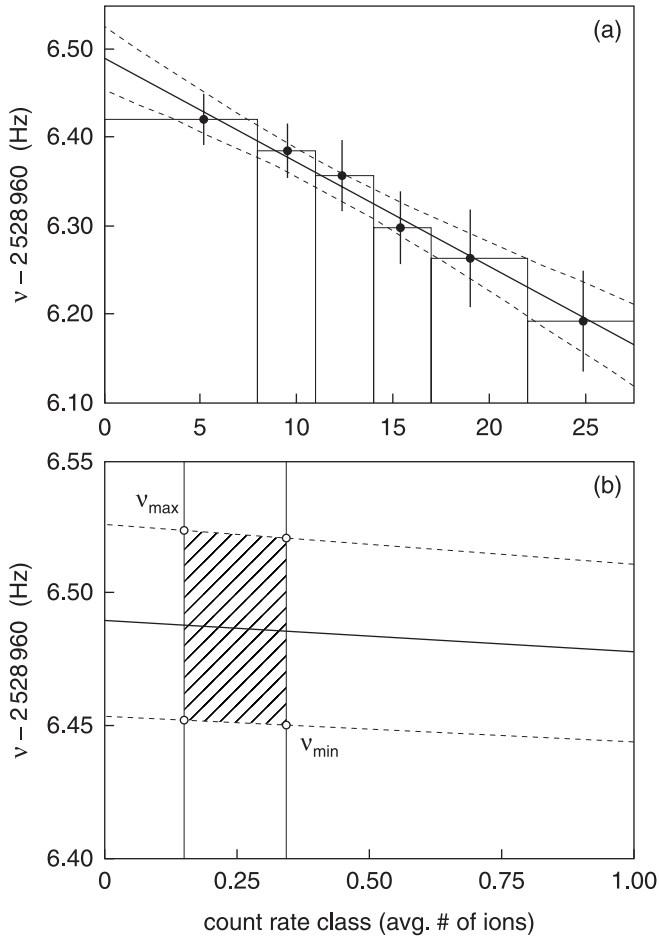 (a)
6.50
6.40
6.30
6.20
6.10
ν – 2 528 960 (Hz)
0 5 10 15 20 25
(b)
6.55
6.50
6.45
6.40
ν – 2 528 960 (Hz)
νmax
νmin
0 0.25 0.50 0.75 1.00
count rate class (avg. # of ions)